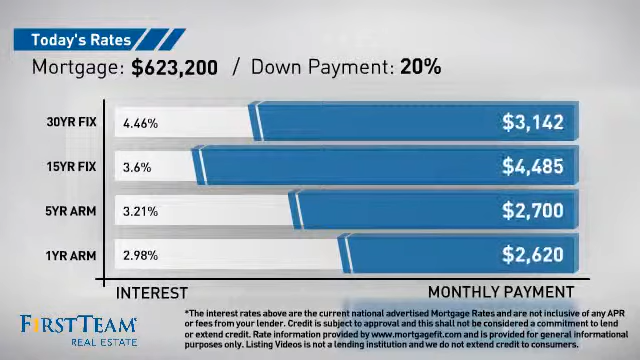 Today's Rates
Mortgage: $623,200 / Down Payment: 20%
30YR FIX 4.46% $3,142
15YR FIX 3.6% $4,485
5YR ARM 3.21% $2,700
1YR ARM 2.98% $2,620
INTEREST MONTHLY PAYMENT
FIRSTTEAM®
REAL ESTATE
*The interest rates above are the current national advertised Mortgage Rates and are not inclusive of any APR
or fees from your lender. Credit is subject to approval and this shall not be considered a commitment to lend
or extend credit. Rate information provided by www.mortgagefit.com and is provided for general informational
purposes only. Listing Videos is not a lending institution and we do not extend credit to consumers.